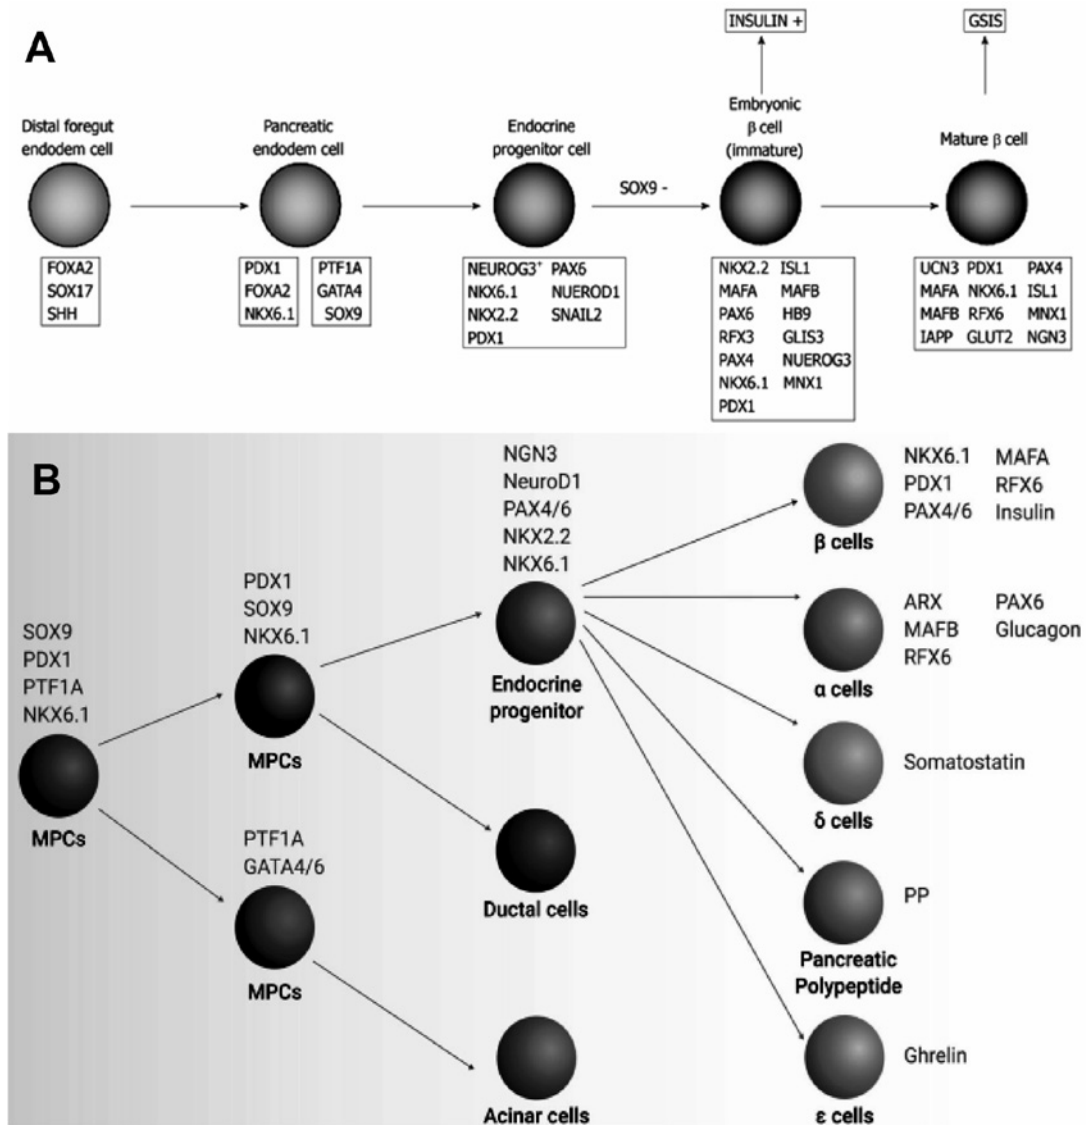 A
INSULIN +
GSIS
Distal foregut
endodem cell
Pancreatic
endodem cell
Endocrine
progenitor cell
SOX9 -
Embryonic
β cell
(immature)
Mature β cell
FOXA2
SOX17
SHH
PDX1 PTF1A
FOXA2 GATA4
NKX6.1 SOX9
NEUROG3+ PAX6
NKX6.1 NUEROD1
NKX2.2 SNAIL2
PDX1
NKX2.2 ISL1
MAFA MAFB
PAX6 HB9
RFX3 GLIS3
PAX4 NUEROG3
NKX6.1 MNX1
PDX1
UCN3 PDX1 PAX4
MAFA NKX6.1 ISL1
MAFB RFX6 MNX1
IAPP GLUT2 NGN3
B
SOX9
PDX1
PTF1A
NKX6.1
MPCs
PDX1
SOX9
NKX6.1
MPCs
PTF1A
GATA4/6
MPCs
NGN3
NeuroD1
PAX4/6
NKX2.2
NKX6.1
Endocrine
progenitor
Ductal cells
Acinar cells
NKX6.1 MAFA
PDX1 RFX6
PAX4/6 Insulin
β cells
ARX PAX6
MAFB Glucagon
RFX6
α cells
Somatostatin
δ cells
PP
Pancreatic
Polypeptide
Ghrelin
ε cells